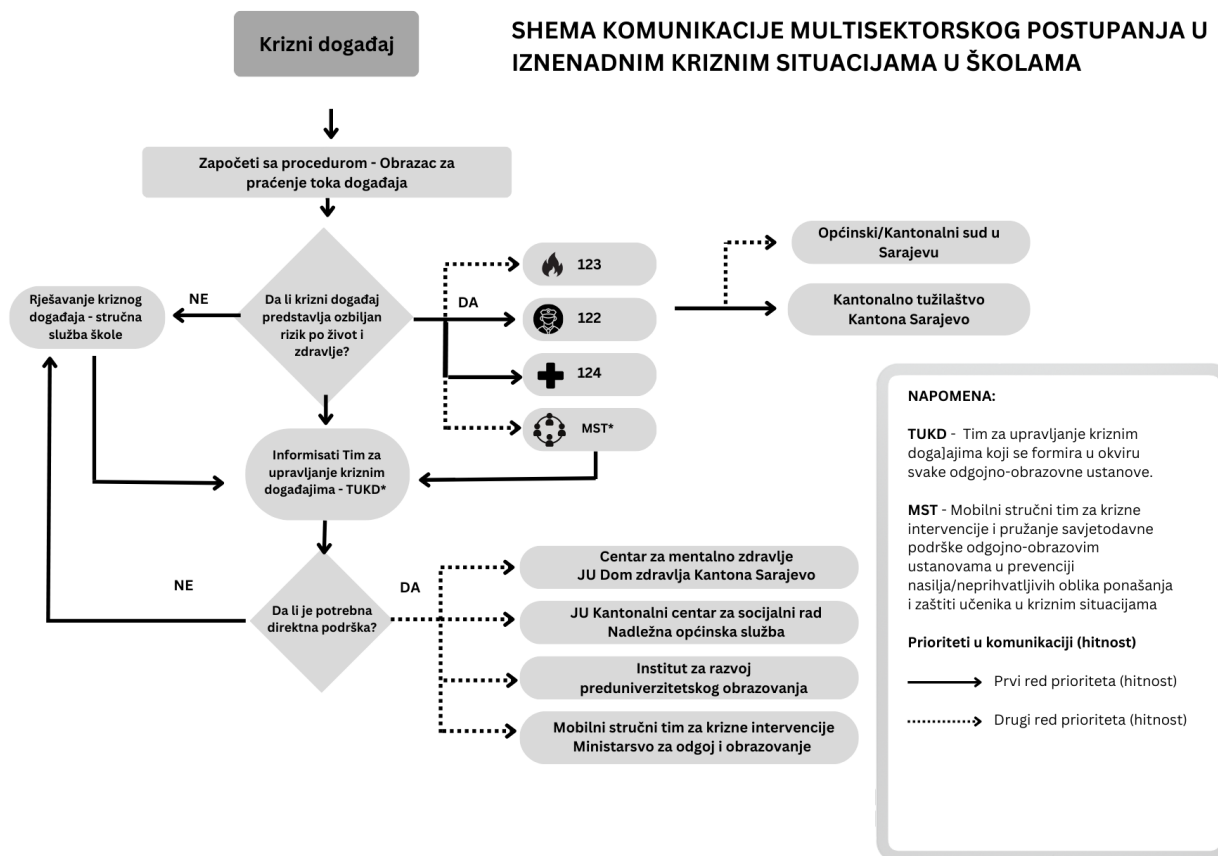 Krizni događaj
SHEMA KOMUNIKACIJE MULTISEKTORSKOG POSTUPANJA U
IZNENADNIM KRIZNIM SITUACIJAMA U ŠKOLAMA
Započeti sa procedurom - Obrazac za
praćenje toka događaja
Da li krizni događaj
predstavlja ozbiljan
rizik po život i
zdravlje?
NE
Rješavanje kriznog
događaja - stručna
služba škole
DA
123
122
124
MST*
Općinski/Kantonalni sud u
Sarajevu
Kantonalno tužilaštvo
Kantona Sarajevo
Informisati Tim za
upravljanje kriznim
događajima - TUKD*
Da li je potrebna
direktna podrška?
NE
DA
Centar za mentalno zdravlje
JU Dom zdravlja Kantona Sarajevo
JU Kantonalni centar za socijalni rad
Nadležna općinska služba
Institut za razvoj
preduniverzitetskog obrazovanja
Mobilni stručni tim za krizne intervencije
Ministarsvo za odgoj i obrazovanje
NAPOMENA:
TUKD - Tim za upravljanje kriznim
doga]ajima koji se formira u okviru
svake odgojno-obrazovne ustanove.
MST - Mobilni stručni tim za krizne
intervencije i pružanje savjetodavne
podrške odgojno-obrazovim
ustanovama u prevenciji
nasilja/neprihvatljivih oblika ponašanja
i zaštiti učenika u kriznim situacijama
Prioriteti u komunikaciji (hitnost)
Prvi red prioriteta (hitnost)
Drugi red prioriteta (hitnost)